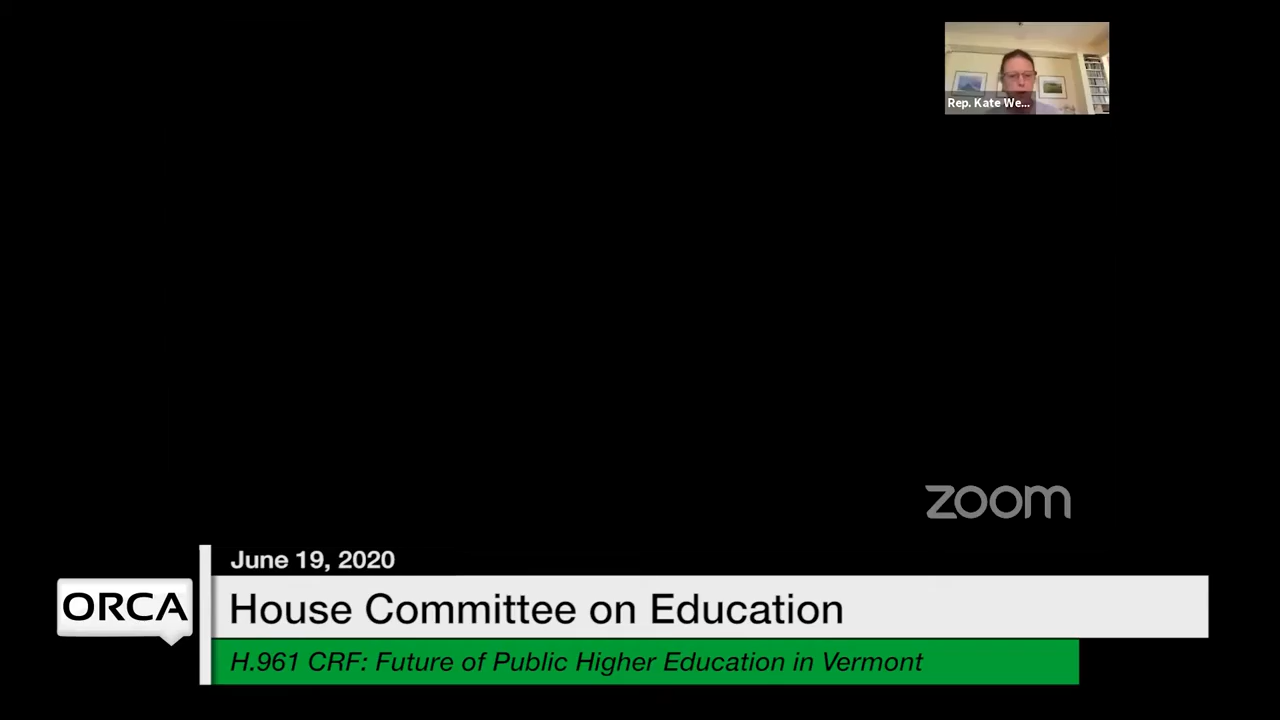 Rep. Kate We...
zoom
June 19, 2020
ORCA
House Committee on Education
H.961 CRF: Future of Public Higher Education in Vermont